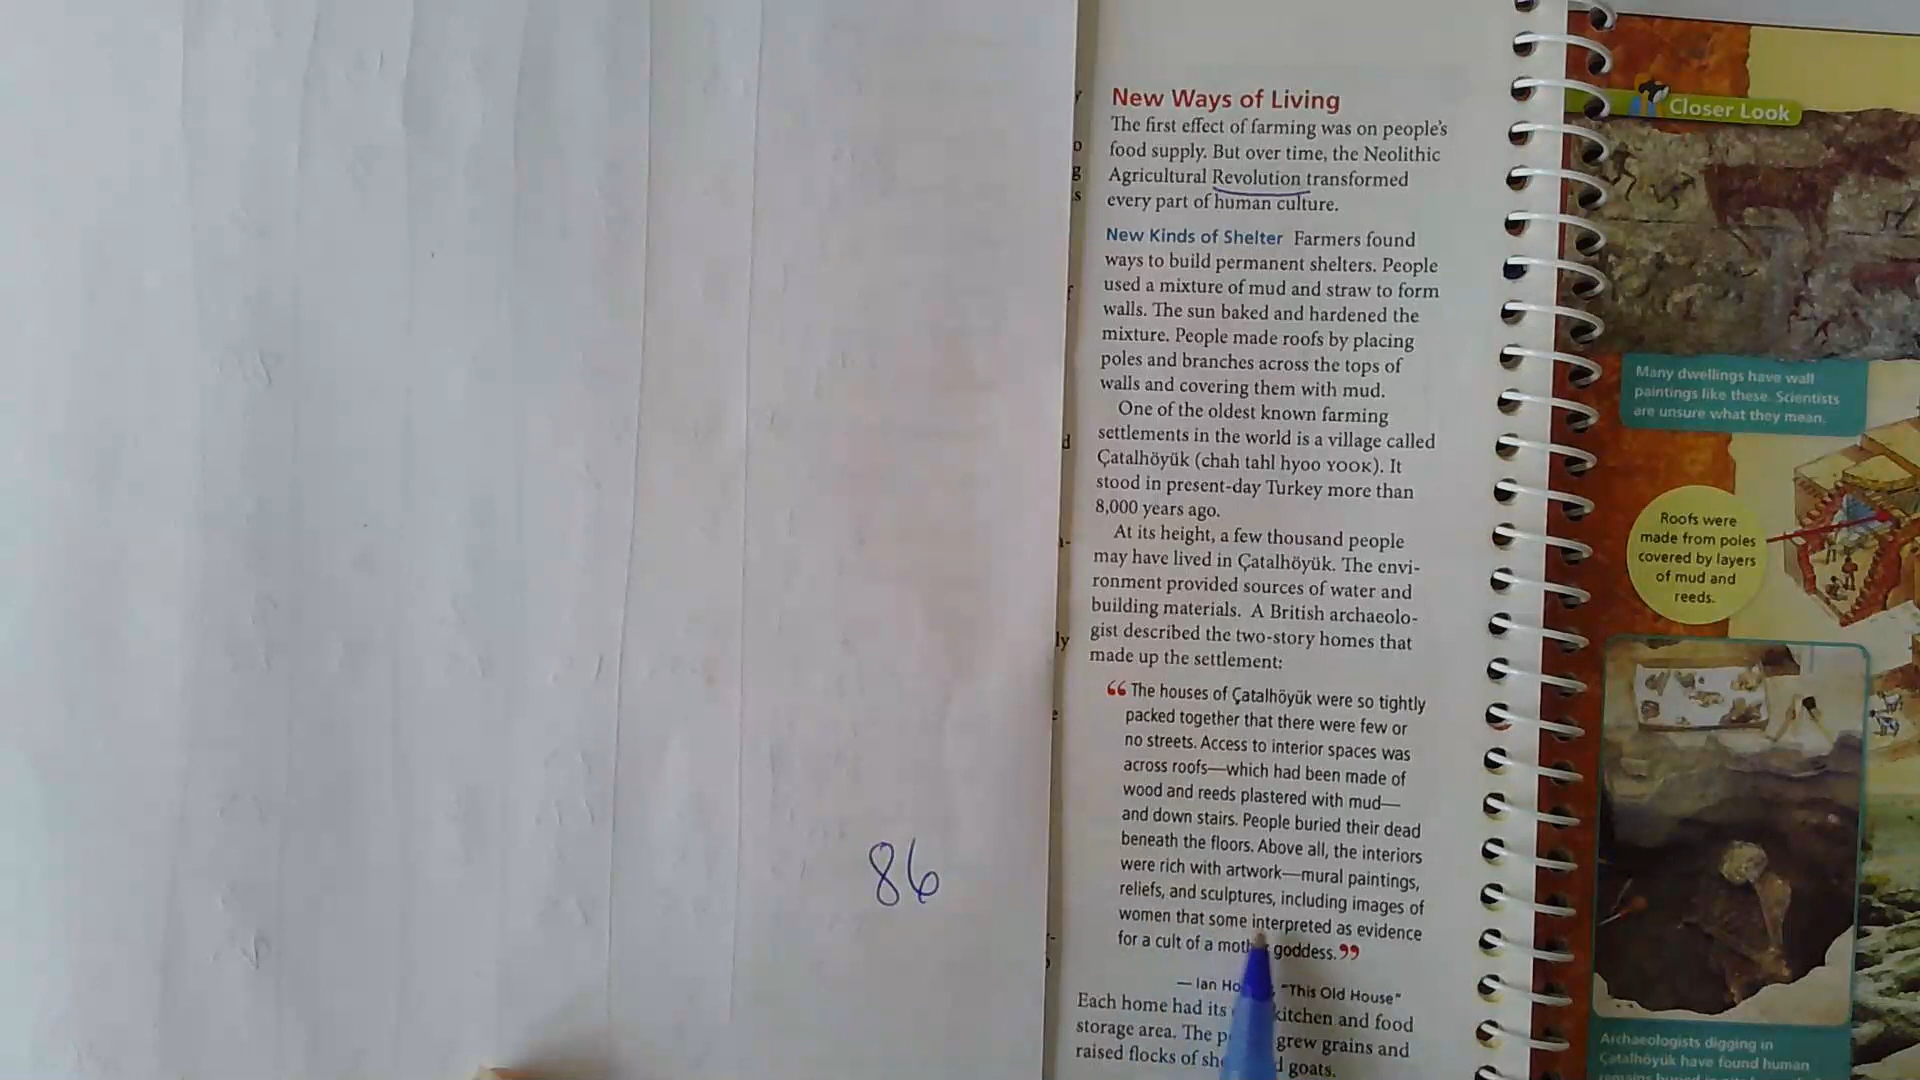 New Ways of Living
The first effect of farming was on people's
food supply. But over time, the Neolithic
Agricultural Revolution transformed
every part of human culture.
New Kinds of Shelter Farmers found
ways to build permanent shelters. People
used a mixture of mud and straw to form
walls. The sun baked and hardened the
mixture. People made roofs by placing
poles and branches across the tops of
walls and covering them with mud.
One of the oldest known farming
settlements in the world is a village called
Çatalhöyük (chah tahl hyoo YOOK). It
stood in present-day Turkey more than
8,000 years ago.
At its height, a few thousand people
may have lived in Çatalhöyük. The envi-
ronment provided sources of water and
building materials. A British archaeolo-
gist described the two-story homes that
made up the settlement:
“The houses of Çatalhöyük were so tightly
packed together that there were few or
no streets. Access to interior spaces was
across roofs—which had been made of
wood and reeds plastered with mud—
and down stairs. People buried their dead
beneath the floors. Above all, the interiors
were rich with artwork—mural paintings,
reliefs, and sculptures, including images of
women that some interpreted as evidence
for a cult of a goddess.”
— Ian "This Old House"
Each home had its kitchen and food
storage area. The grew grains and
raised flocks of goats.
86
Closer Look
Many dwellings have wall
paintings like these. Scientists
are unsure what they mean.
Roofs were
made from poles
covered by layers
of mud and
reeds.
Archaeologists digging in
Çatalhöyük have found human